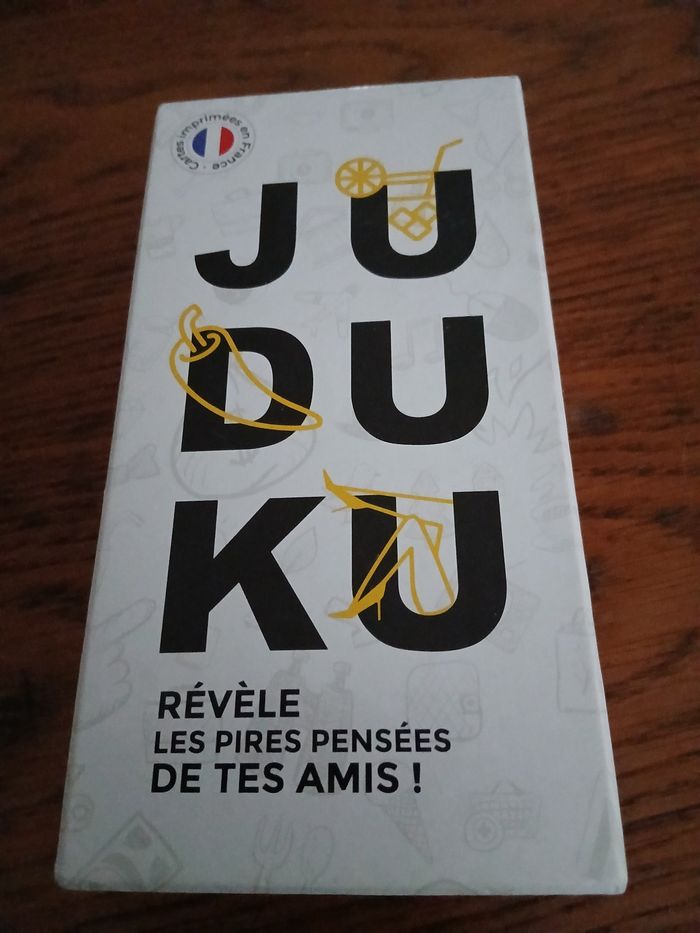 Cartes imprimées en France -
JU
DU
KU
RÉVÈLE
LES PIRES PENSÉES
DE TES AMIS !